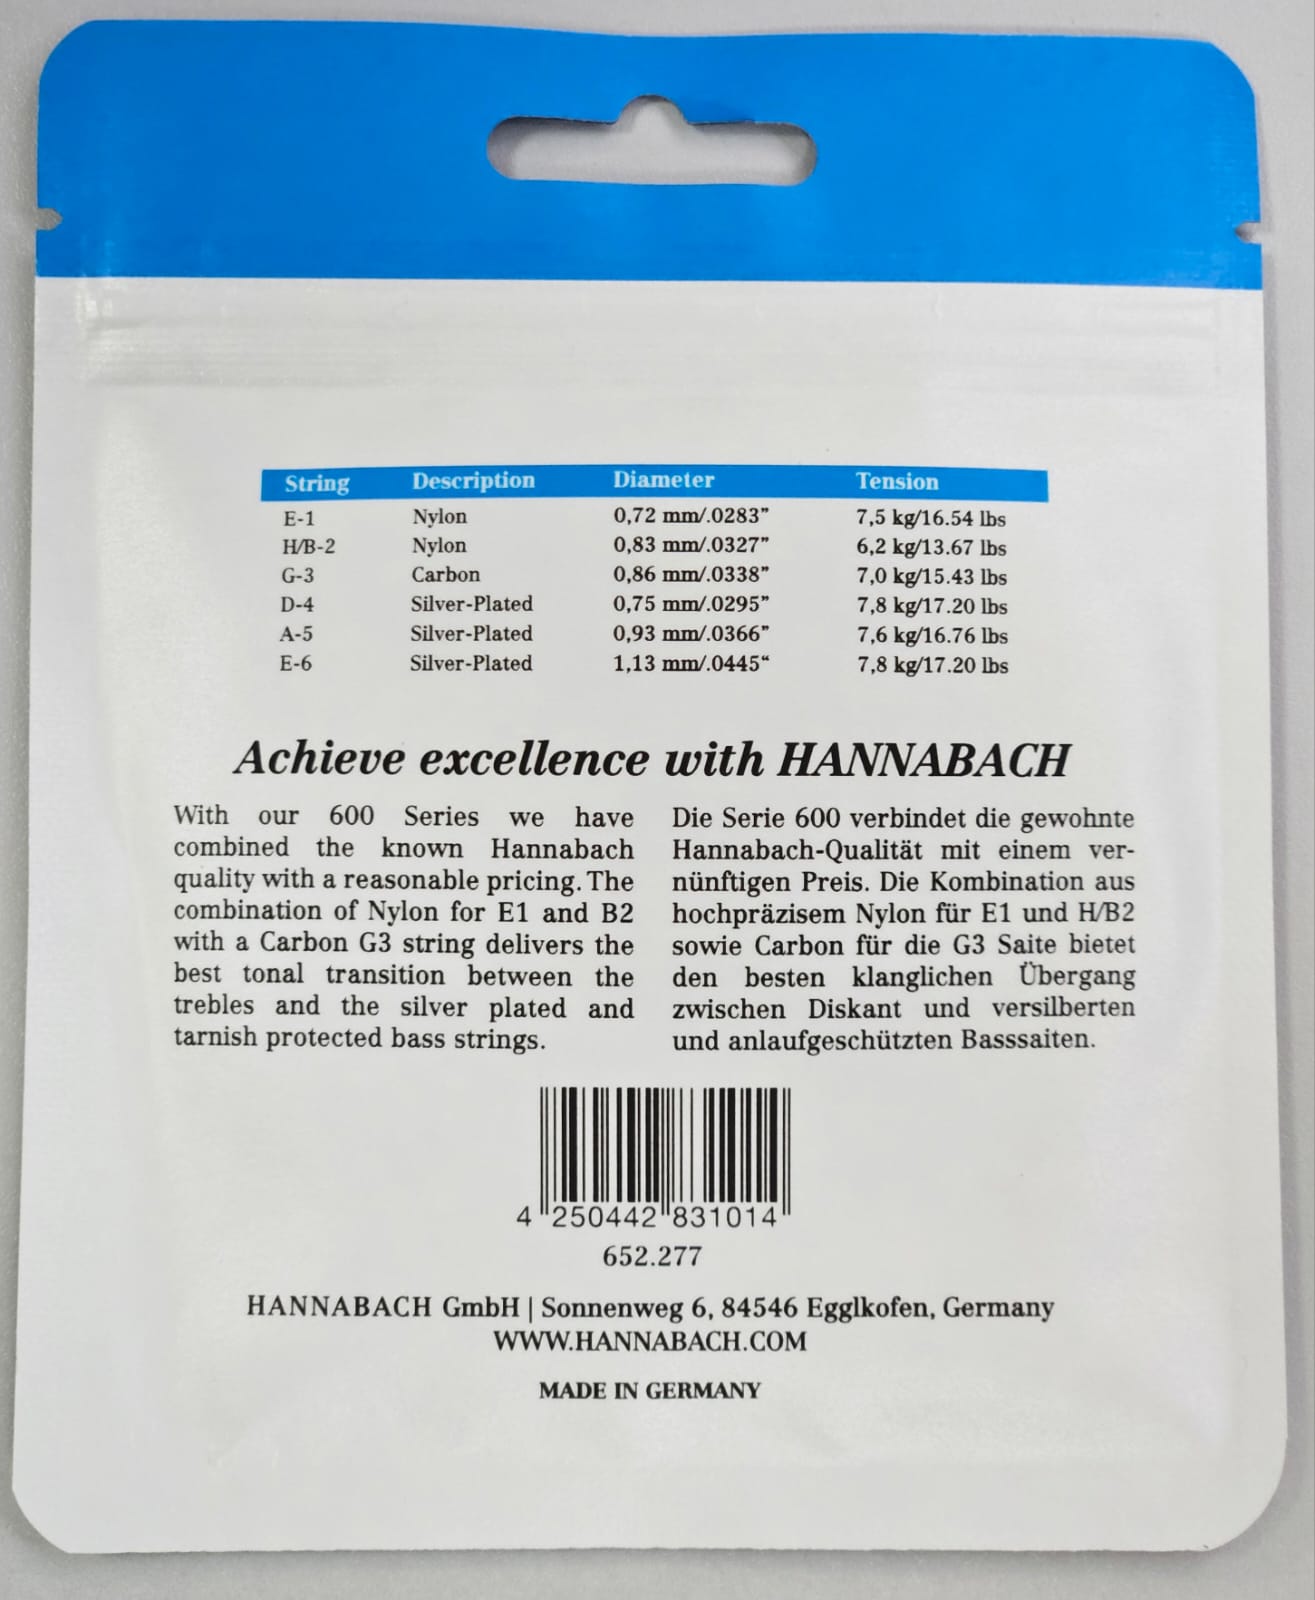 String Description Diameter Tension
E-1 Nylon 0,72 mm/.0283” 7,5 kg/16.54 lbs
H/B-2 Nylon 0,83 mm/.0327” 6,2 kg/13.67 lbs
G-3 Carbon 0,86 mm/.0338” 7,0 kg/15.43 lbs
D-4 Silver-Plated 0,75 mm/.0295” 7,8 kg/17.20 lbs
A-5 Silver-Plated 0,93 mm/.0366” 7,6 kg/16.76 lbs
E-6 Silver-Plated 1,13 mm/.0445“ 7,8 kg/17.20 lbs
Achieve excellence with HANNABACH
With our 600 Series we have
combined the known Hannabach
quality with a reasonable pricing. The
combination of Nylon for E1 and B2
with a Carbon G3 string delivers the
best tonal transition between the
trebles and the silver plated and
tarnish protected bass strings.
Die Serie 600 verbindet die gewohnte
Hannabach-Qualität mit einem ver-
nünftigen Preis. Die Kombination aus
hochpräzisem Nylon für E1 und H/B2
sowie Carbon für die G3 Saite bietet
den besten klanglichen Übergang
zwischen Diskant und versilberten
und anlaufgeschützten Basssaiten.
4 250442 831014
652.277
HANNABACH GmbH | Sonnenweg 6, 84546 Egglkofen, Germany
WWW.HANNABACH.COM
MADE IN GERMANY